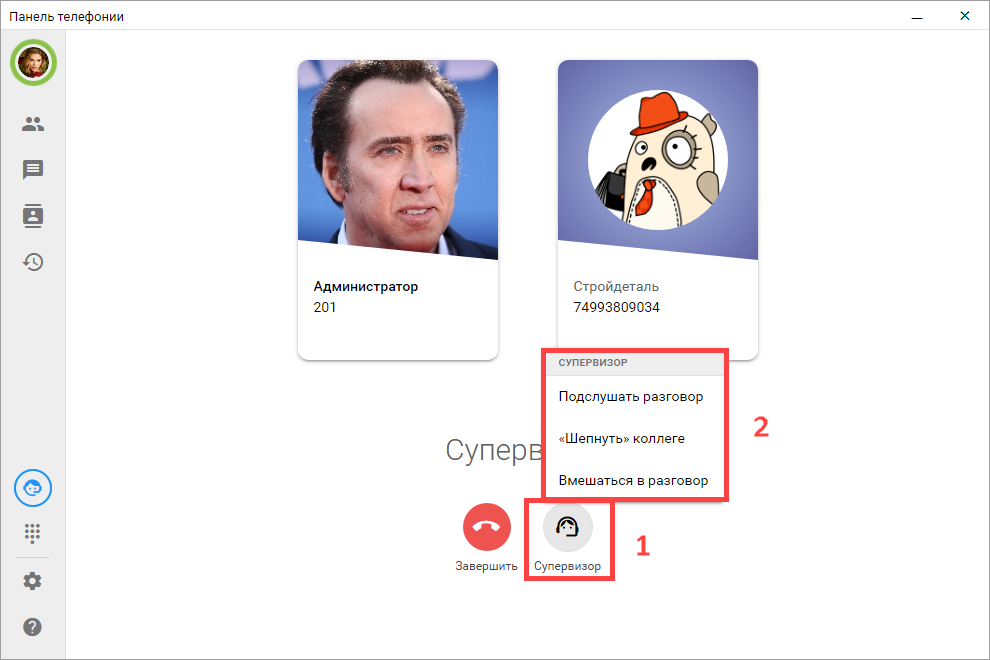 Панель телефонии
Администратор
201
Стройдеталь
74993809034
СУПЕРВИЗОР
Подслушать разговор
«Шепнуть» коллеге
Вмешаться в разговор
2
Суперв
Завершить
Супервизор
1